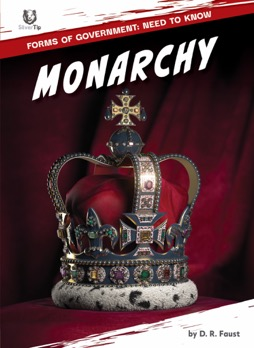 SilverTip
FORMS OF GOVERNMENT: NEED TO KNOW
MONARCHY
by D. R. Faust